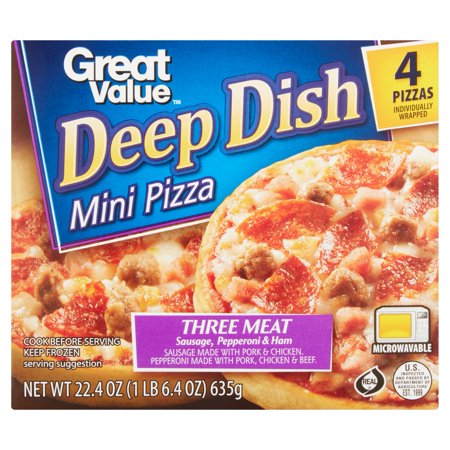 Great
Value™
Deep Dish
Mini Pizza
4
PIZZAS
INDIVIDUALLY
WRAPPED
THREE MEAT
Sausage, Pepperoni & Ham
SAUSAGE MADE WITH PORK & CHICKEN.
PEPPERONI MADE WITH PORK, CHICKEN & BEEF.
COOK BEFORE SERVING
KEEP FROZEN
serving suggestion
MICROWAVABLE
NET WT 22.4 OZ (1 LB 6.4 OZ) 635g
REAL
U.S.
INSPECTED
AND PASSED BY
DEPARTMENT OF
AGRICULTURE
EST. 1999